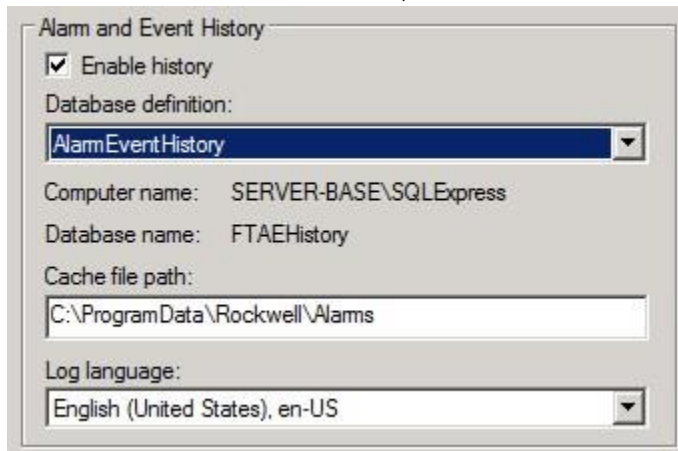 Alarm and Event History
Enable history
Database definition:
AlarmEventHistory
Computer name: SERVER-BASE\SQLExpress
Database name: FTAEHistory
Cache file path:
C:\ProgramData\Rockwell\Alarms
Log language:
English (United States), en-US